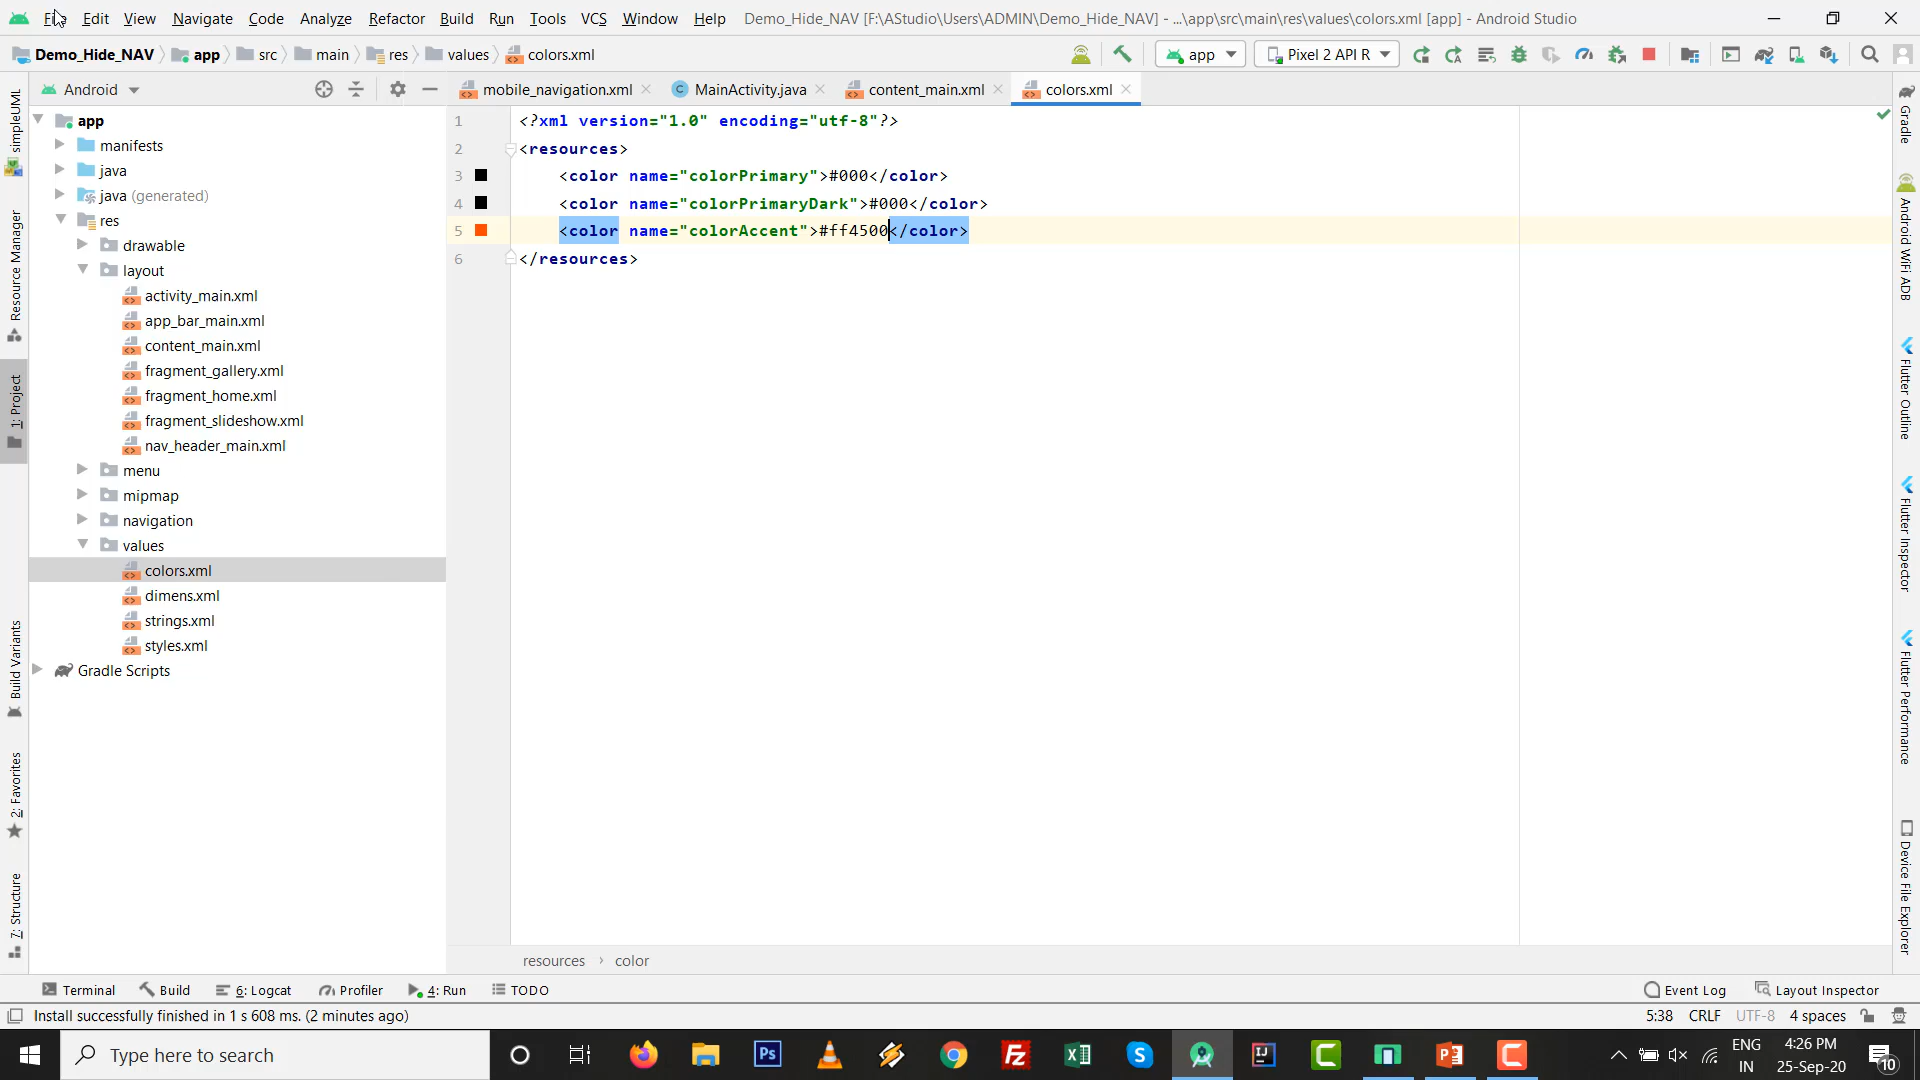 File Edit View Navigate Code Analyze Refactor Build Run Tools VCS Window Help Demo_Hide_NAV [F:\AStudio\Users\ADMIN\Demo_Hide_NAV] - ...\app\src\main\res\values\colors.xml [app] - Android Studio
Demo_Hide_NAV app src main res values colors.xml app Pixel 2 API R
Android mobile_navigation.xml MainActivity.java content_main.xml colors.xml
app
manifests
java
java (generated)
res
drawable
layout
activity_main.xml
app_bar_main.xml
content_main.xml
fragment_gallery.xml
fragment_home.xml
fragment_slideshow.xml
nav_header_main.xml
menu
mipmap
navigation
values
colors.xml
dimens.xml
strings.xml
styles.xml
Gradle Scripts
1 <?xml version="1.0" encoding="utf-8"?>
2 <resources>
3 <color name="colorPrimary">#000</color>
4 <color name="colorPrimaryDark">#000</color>
5 <color name="colorAccent">#ff4500</color>
6 </resources>
simpleUML
Resource Manager
1: Project
Build Variants
2: Favorites
7: Structure
Gradle
Android WiFi ADB
Flutter Outline
Flutter Inspector
Flutter Performance
Device File Explorer
resources › color
Terminal Build 6: Logcat Profiler 4: Run TODO Event Log Layout Inspector
Install successfully finished in 1 s 608 ms. (2 minutes ago) 5:38 CRLF UTF-8 4 spaces
Type here to search
Ps
ENG
IN
4:26 PM
25-Sep-20
10